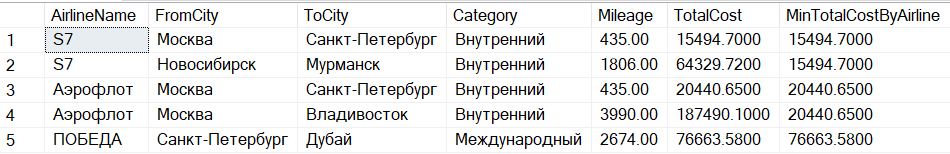 AirlineName FromCity ToCity Category Mileage TotalCost MinTotalCostByAirline
1 S7 Москва Санкт-Петербург Внутренний 435.00 15494.7000 15494.7000
2 S7 Новосибирск Мурманск Внутренний 1806.00 64329.7200 15494.7000
3 Аэрофлот Москва Санкт-Петербург Внутренний 435.00 20440.6500 20440.6500
4 Аэрофлот Москва Владивосток Внутренний 3990.00 187490.1000 20440.6500
5 ПОБЕДА Санкт-Петербург Дубай Международный 2674.00 76663.5800 76663.5800